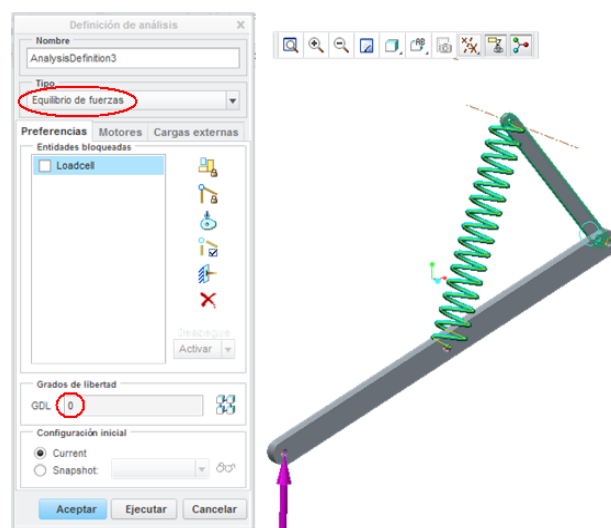 Definición de análisis
Nombre
AnalysisDefinition3
Tipo
Equilibrio de fuerzas
Preferencias Motores Cargas externas
Entidades bloqueadas
Loadcell
Activar
Grados de libertad
GDL 0
Configuración inicial
Current
Snapshot:
Aceptar Ejecutar Cancelar